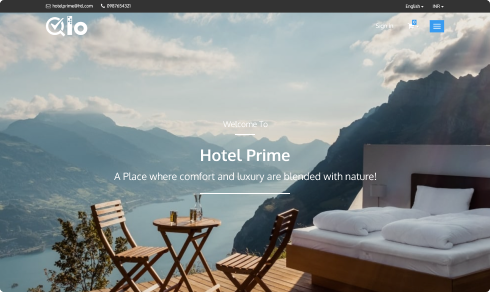 hotelprime@htl.com 0987654321 English INR
Qlo
Sign in 0
Welcome To
Hotel Prime
A Place where comfort and luxury are blended with nature!